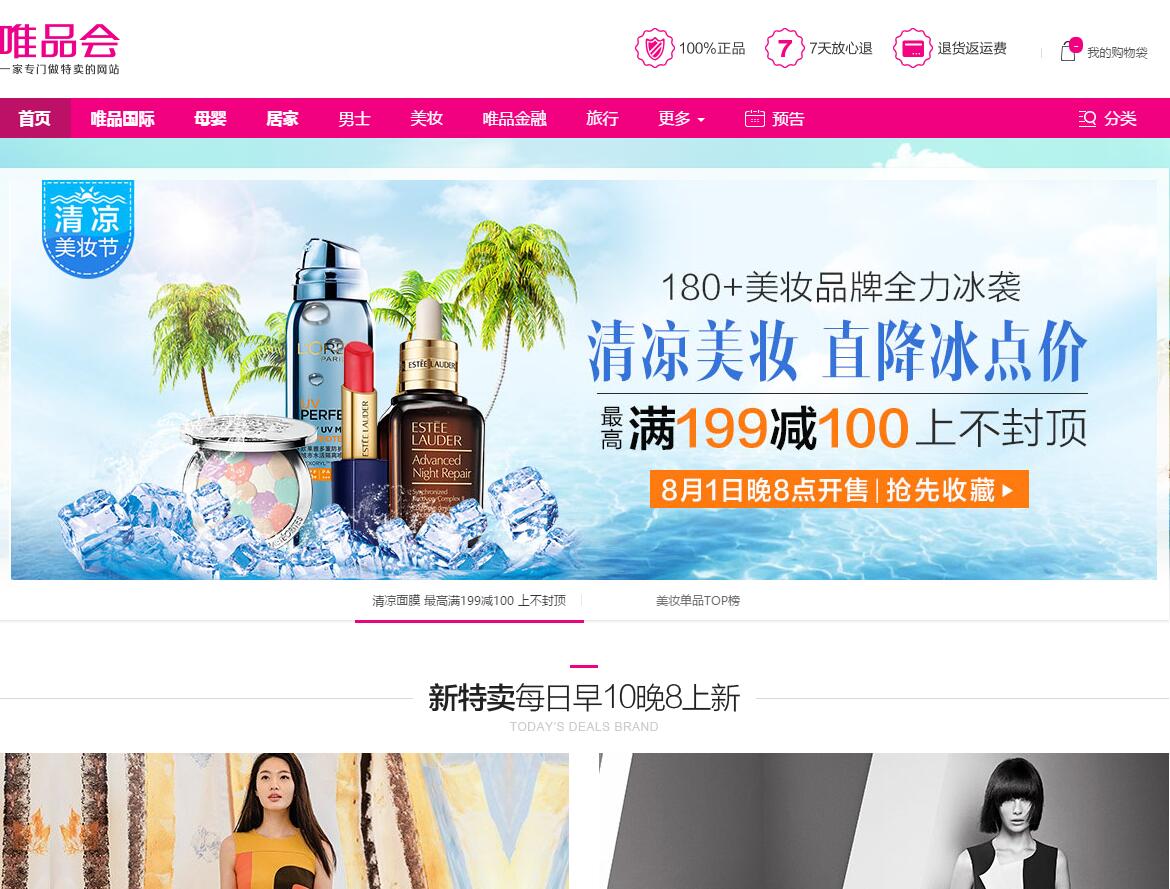 唯品会
一家专门做特卖的网站
100%正品
7
7天放心退
退货返运费
我的购物袋
首页 唯品国际 母婴 居家 男士 美妆 唯品金融 旅行 更多 预告 分类
清凉
美妆节
180+美妆品牌全力冰袭
清凉美妆 直降冰点价
最高满199减100上不封顶
8月1日晚8点开售|抢先收藏
L'ORÉ
PARI
UV
PERFE
ESTĒE LAUDER
ESTĒE LAUDER
ESTĒE
LAUDER
Advanced
Night Repair
清凉面膜 最高满199减100 上不封顶
美妆单品TOP榜
新特卖每日早10晚8上新
TODAY'S DEALS BRAND